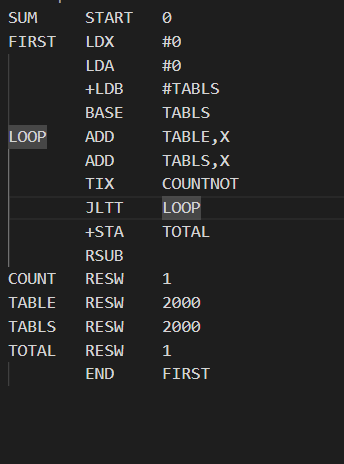 SUM START 0
FIRST LDX #0
LDA #0
+LDB #TABLS
BASE TABLS
LOOP ADD TABLE,X
ADD TABLS,X
TIX COUNTNOT
JLTT LOOP
+STA TOTAL
RSUB
COUNT RESW 1
TABLE RESW 2000
TABLS RESW 2000
TOTAL RESW 1
END FIRST